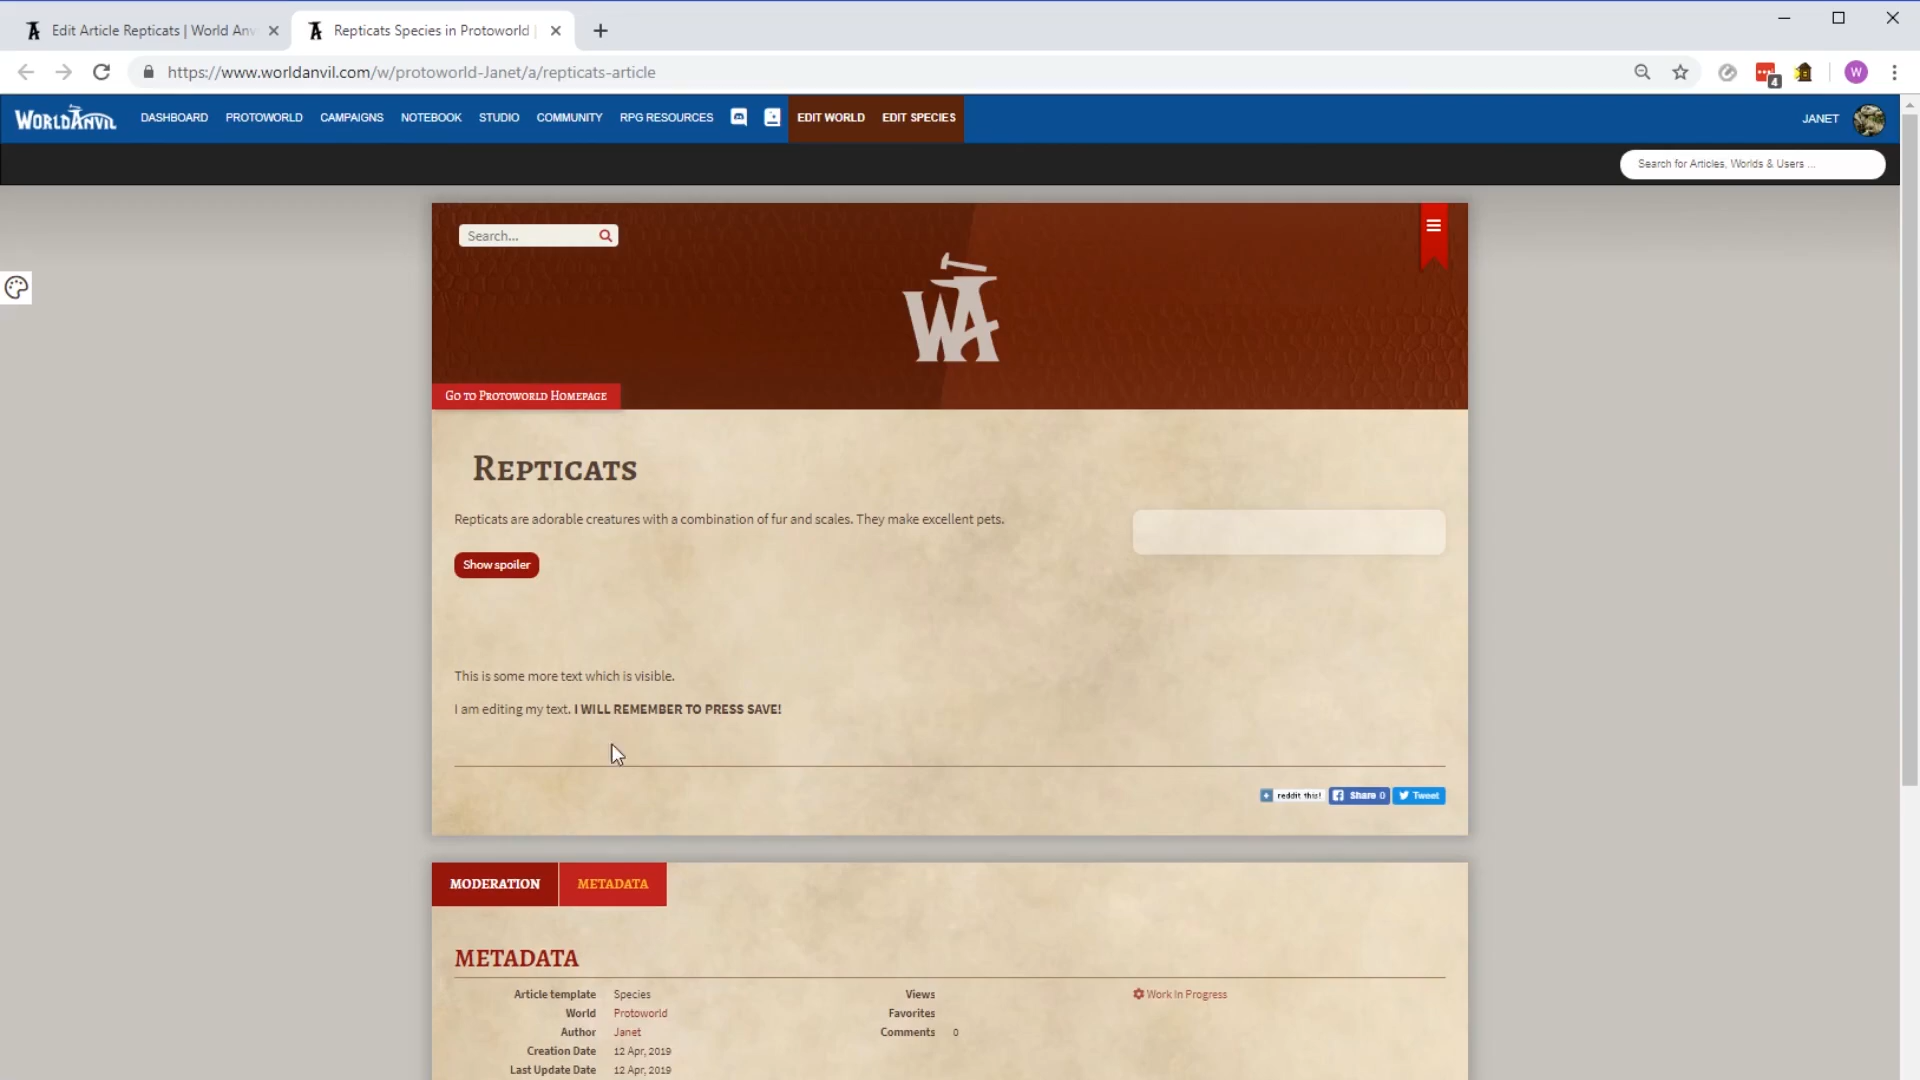 Edit Article Repticats | World Anv
Repticats Species in Protoworld |
https://www.worldanvil.com/w/protoworld-Janet/a/repticats-article
4
W
WORLDANVIL
DASHBOARD
PROTOWORLD
CAMPAIGNS
NOTEBOOK
STUDIO
COMMUNITY
RPG RESOURCES
EDIT WORLD
EDIT SPECIES
JANET
Search for Articles, Worlds & Users ...
Search...
WA
GO TO PROTOWORLD HOMEPAGE
REPTICATS
Repticats are adorable creatures with a combination of fur and scales. They make excellent pets.
Show spoiler
This is some more text which is visible.
I am editing my text. I WILL REMEMBER TO PRESS SAVE!
reddit this!
Share 0
Tweet
MODERATION
METADATA
METADATA
Article template Species
World Protoworld
Author Janet
Creation Date 12 Apr, 2019
Last Update Date 12 Apr, 2019
Views
Favorites
Comments 0
Work In Progress